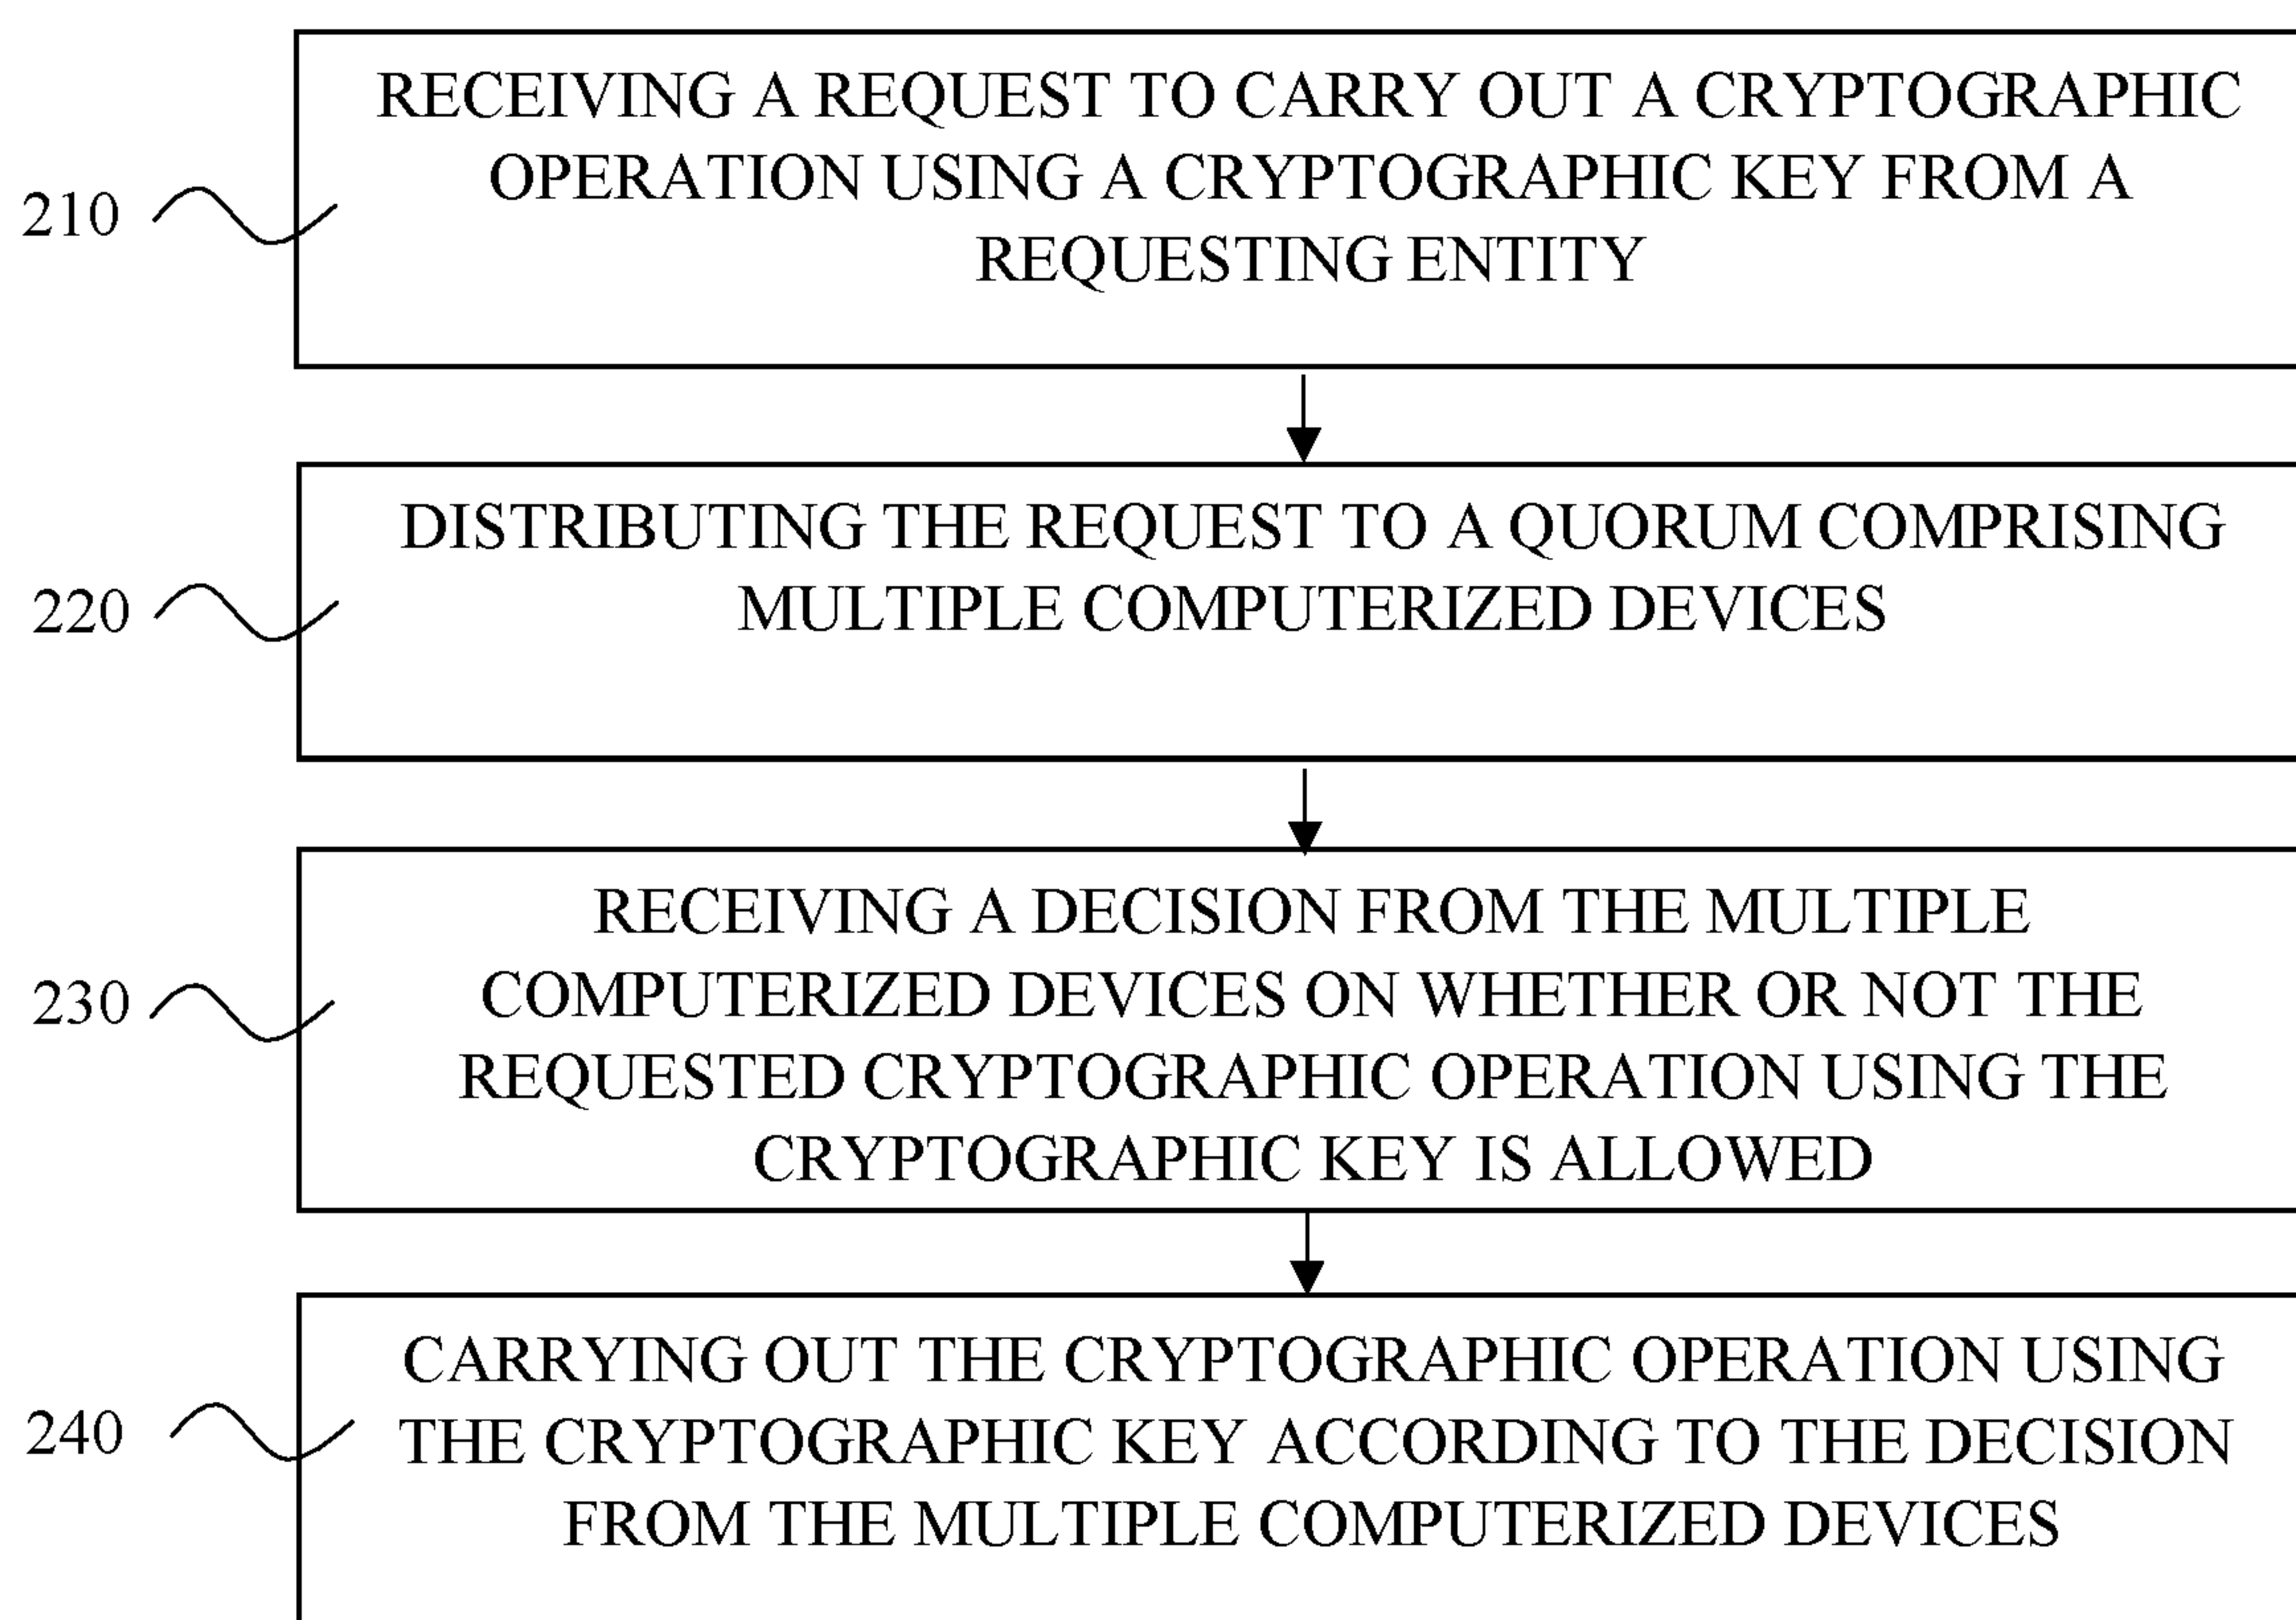 RECEIVING A REQUEST TO CARRY OUT A CRYPTOGRAPHIC
OPERATION USING A CRYPTOGRAPHIC KEY FROM A
REQUESTING ENTITY
210
DISTRIBUTING THE REQUEST TO A QUORUM COMPRISING
MULTIPLE COMPUTERIZED DEVICES
220
RECEIVING A DECISION FROM THE MULTIPLE
COMPUTERIZED DEVICES ON WHETHER OR NOT THE
REQUESTED CRYPTOGRAPHIC OPERATION USING THE
CRYPTOGRAPHIC KEY IS ALLOWED
230
CARRYING OUT THE CRYPTOGRAPHIC OPERATION USING
THE CRYPTOGRAPHIC KEY ACCORDING TO THE DECISION
FROM THE MULTIPLE COMPUTERIZED DEVICES
240